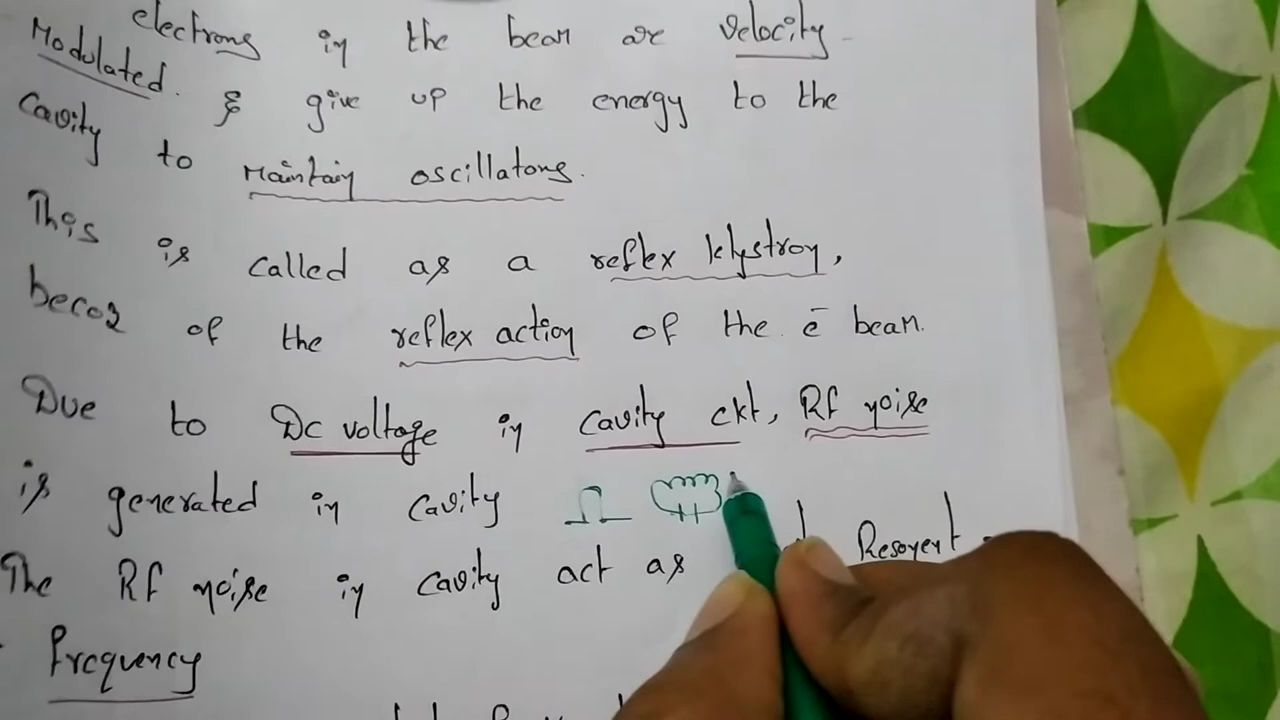 electrons in the beam are velocity
Modulated. & give up the energy to the
cavity to Maintain oscillatons.
This is called as a reflex klystron,
becoz of the reflex action of the ē beam.
Due to Dc voltage in cavity ckt, Rf noise
is generated in cavity
The Rf noise in cavity act as Resonent
Frequency